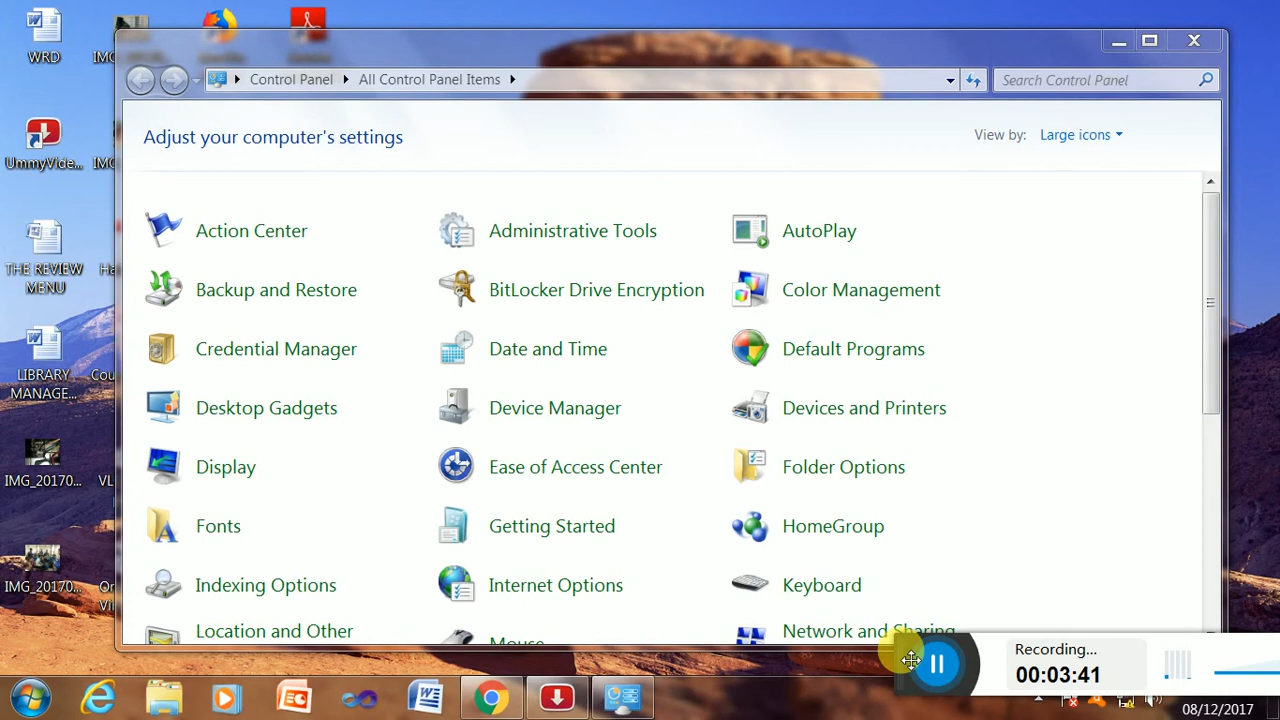 WRD
IMG
Control Panel
All Control Panel Items
Search Control Panel
Adjust your computer's settings
View by:
Large icons
Action Center
Administrative Tools
AutoPlay
UmmyVide...
Backup and Restore
BitLocker Drive Encryption
Color Management
THE REVIEW
MENU
Credential Manager
Date and Time
Default Programs
LIBRARY
MANAGE...
Cou
Desktop Gadgets
Device Manager
Devices and Printers
IMG_20170...
VL
Display
Ease of Access Center
Folder Options
Fonts
Getting Started
HomeGroup
IMG_20170...
Indexing Options
Internet Options
Keyboard
Location and Other
Mouse
Network and Sharing
Recording...
00:03:41
08/12/2017